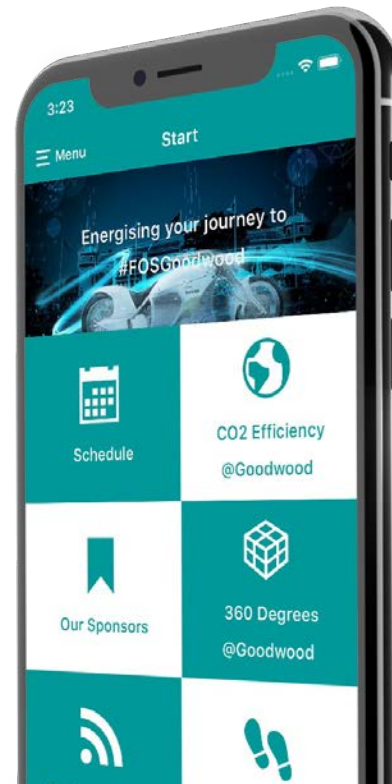 3:23
Menu
Start
Energising your journey to
#FOSGoodwood
Schedule
CO2 Efficiency
@Goodwood
Our Sponsors
360 Degrees
@Goodwood